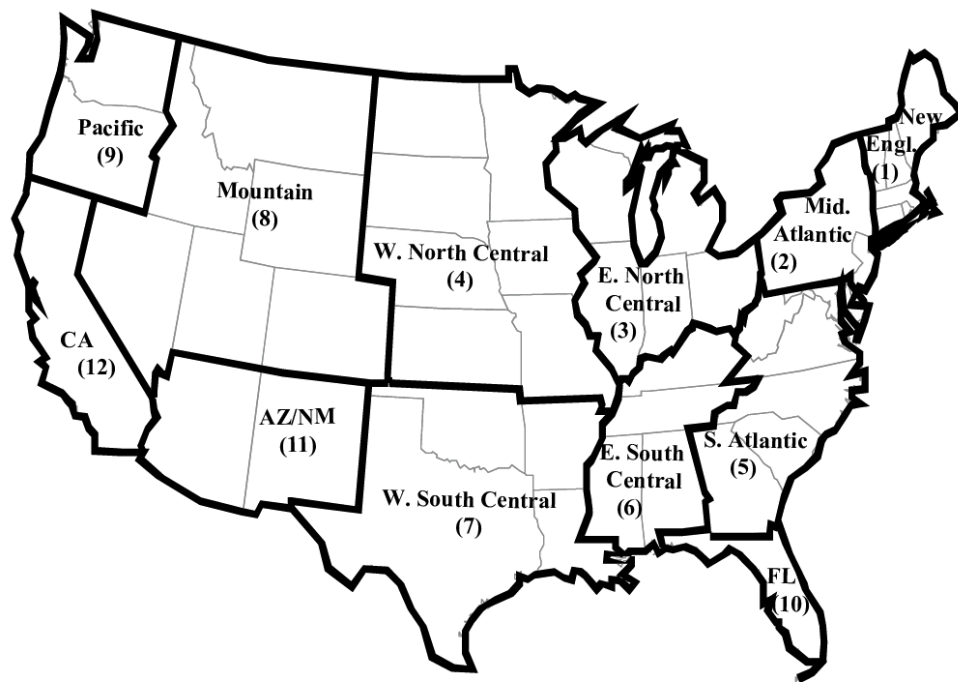 New
Engl.
(1)
Pacific
(9)
Mountain
(8)
Mid.
Atlantic
(2)
W. North Central
(4)
E. North
Central
(3)
CA
(12)
AZ/NM
(11)
S. Atlantic
(5)
E. South
Central
(6)
W. South Central
(7)
FL
(10)